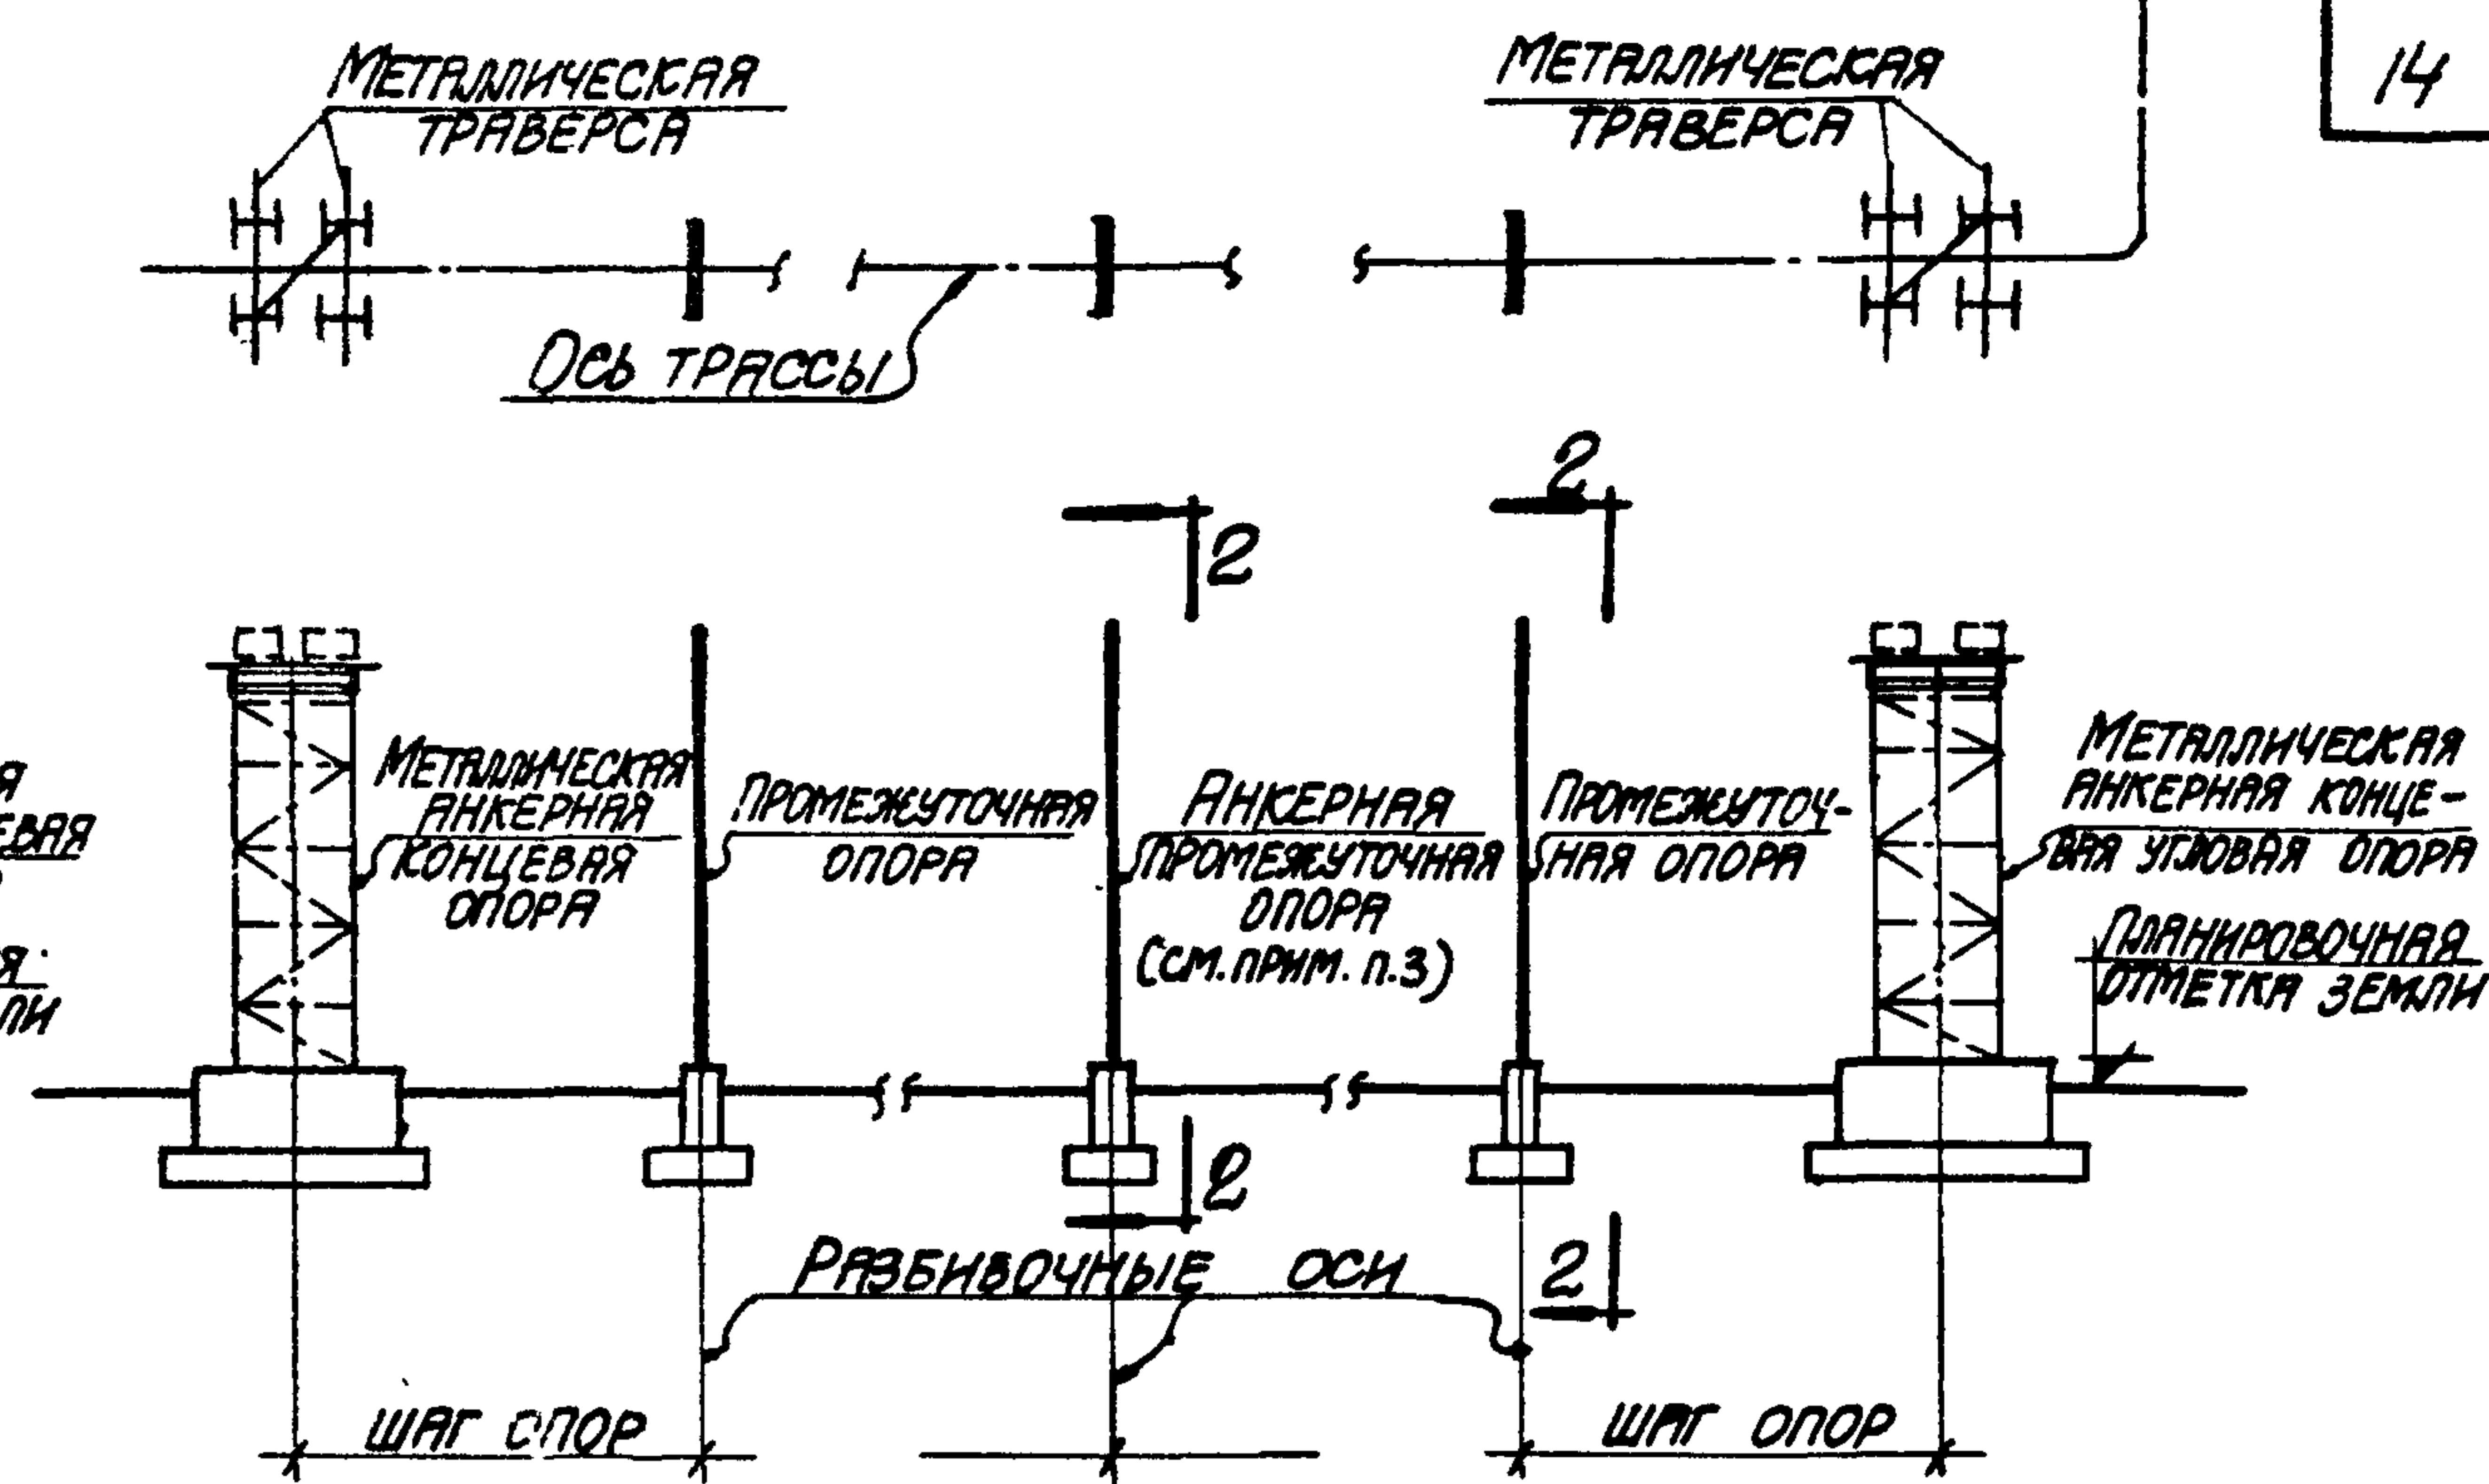 МЕТАЛЛИЧЕСКАЯ
ТРАВЕРСА
МЕТАЛЛИЧЕСКАЯ
ТРАВЕРСА
14
ОСЬ ТРАССЫ
2
2
МЕТАЛЛИЧЕСКАЯ
АНКЕРНАЯ
КОНЦЕВАЯ
ОПОРА
ПРОМЕЖУТОЧНАЯ
ОПОРА
АНКЕРНАЯ
ПРОМЕЖУТОЧНАЯ
ОПОРА
(СМ. ПРИМ. П.3)
ПРОМЕЖУТОЧ-
НАЯ ОПОРА
МЕТАЛЛИЧЕСКАЯ
АНКЕРНАЯ КОНЦЕ-
ВАЯ УГЛОВАЯ ОПОРА
ПЛАНИРОВОЧНАЯ
ОТМЕТКА ЗЕМЛИ
2
РАЗБИВОЧНЫЕ ОСИ
2
ШАГ ОПОР
ШАГ ОПОР